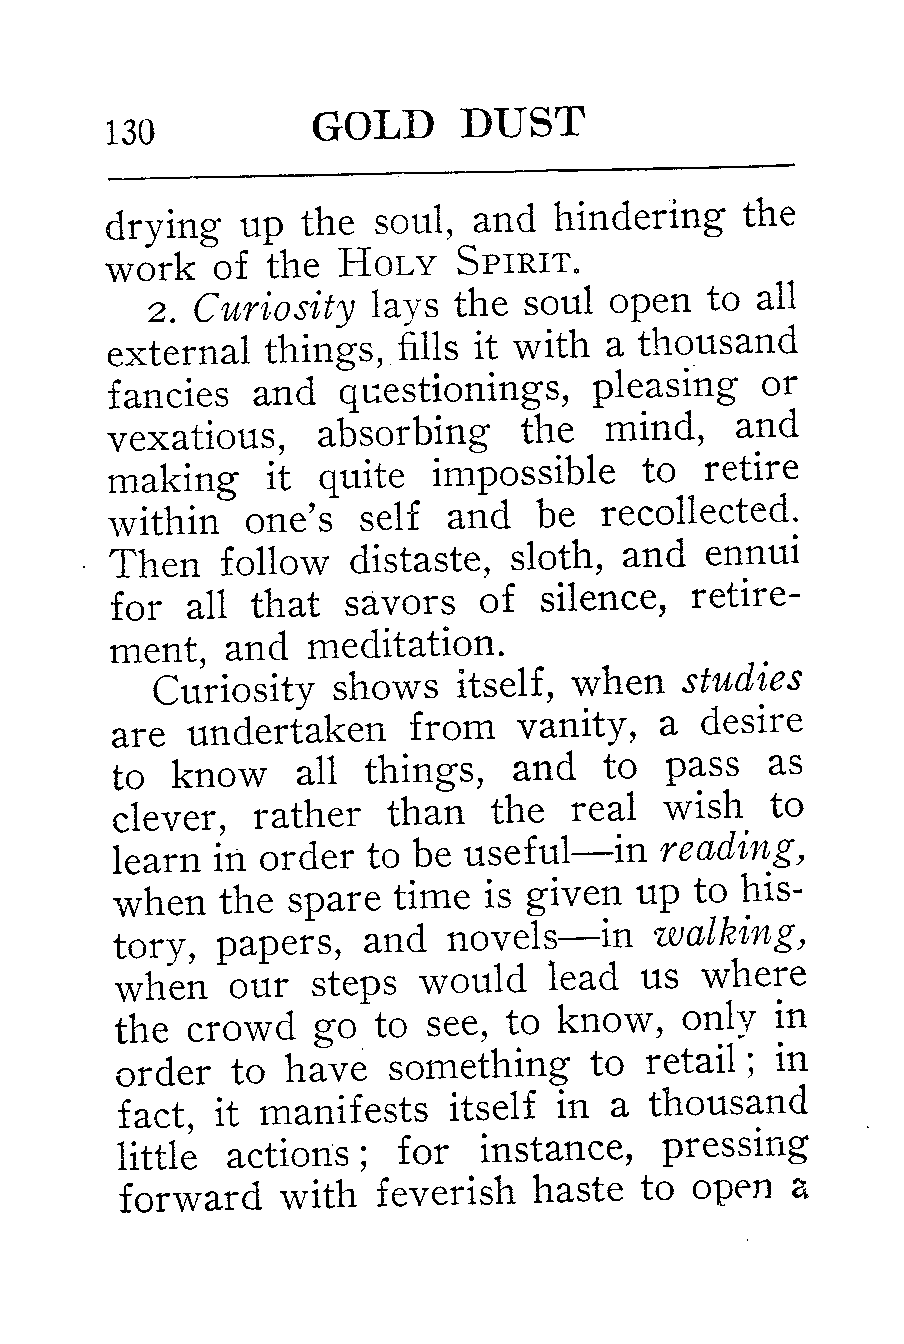 130 GOLD DUST
drying up the soul, and hindering the
work of the HOLY SPIRIT.
2. Curiosity lays the soul open to all
external things, fills it with a thousand
fancies and questionings, pleasing or
vexatious, absorbing the mind, and
making it quite impossible to retire
within one's self and be recollected.
Then follow distaste, sloth, and ennui
for all that savors of silence, retire-
ment, and meditation.
Curiosity shows itself, when studies
are undertaken from vanity, a desire
to know all things, and to pass as
clever, rather than the real wish to
learn in order to be useful—in reading,
when the spare time is given up to his-
tory, papers, and novels—in walking,
when our steps would lead us where
the crowd go to see, to know, only in
order to have something to retail; in
fact, it manifests itself in a thousand
little actions; for instance, pressing
forward with feverish haste to open a